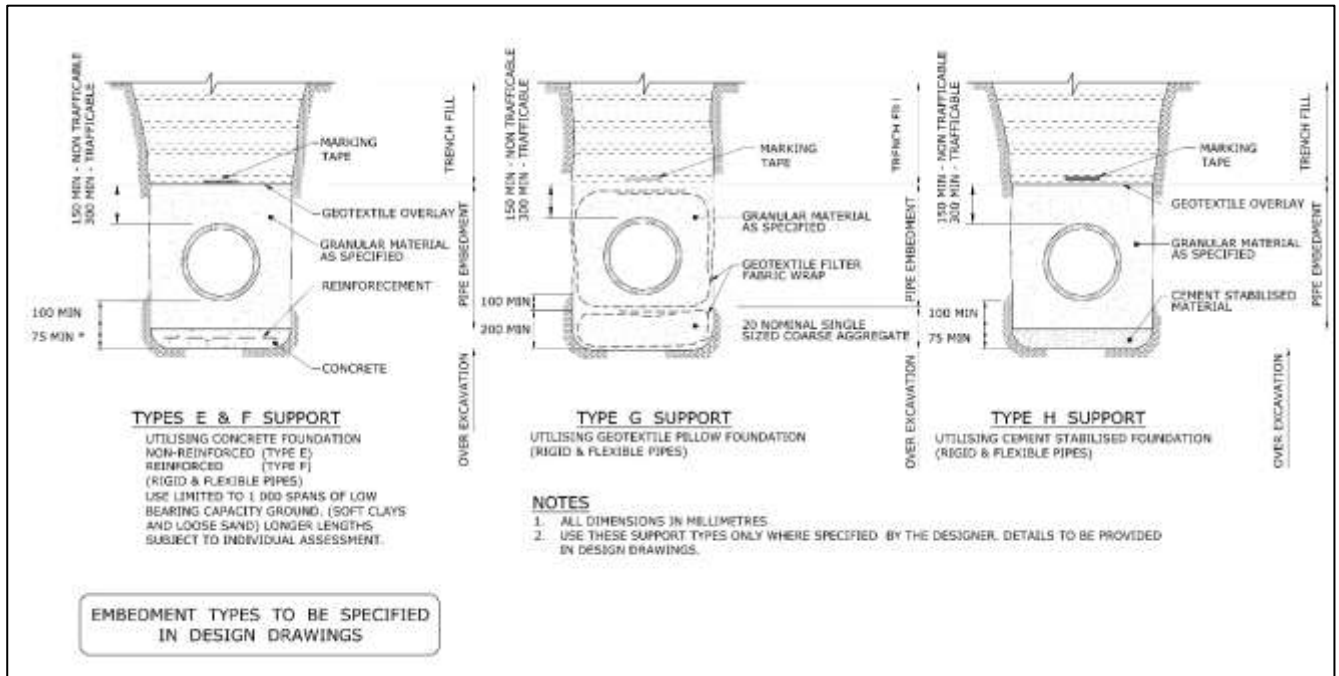 150 MIN - NON TRAFFICABLE
300 MIN - TRAFFICABLE
TRENCH FILL
MARKING
TAPE
GEOTEXTILE OVERLAY
GRANULAR MATERIAL
AS SPECIFIED
PIPE EMBEDMENT
REINFORECEMENT
100 MIN
75 MIN *
CONCRETE
OVER EXCAVATION
TYPES E & F SUPPORT
UTILISING CONCRETE FOUNDATION
NON-REINFORCED (TYPE E)
REINFORCED (TYPE F)
(RIGID & FLEXIBLE PIPES)
USE LIMITED TO 1 000 SPANS OF LOW
BEARING CAPACITY GROUND. (SOFT CLAYS
AND LOOSE SAND) LONGER LENGTHS
SUBJECT TO INDIVIDUAL ASSESSMENT.
150 MIN - NON TRAFFICABLE
300 MIN - TRAFFICABLE
TRENCH FILL
MARKING
TAPE
GRANULAR MATERIAL
AS SPECIFIED
PIPE EMBEDMENT
GEOTEXTILE FILTER
FABRIC WRAP
100 MIN
200 MIN
20 NOMINAL SINGLE
SIZED COARSE AGGREGATE
OVER EXCAVATION
TYPE G SUPPORT
UTILISING GEOTEXTILE PILLOW FOUNDATION
(RIGID & FLEXIBLE PIPES)
150 MIN - NON TRAFFICABLE
300 MIN - TRAFFICABLE
TRENCH FILL
MARKING
TAPE
GEOTEXTILE OVERLAY
GRANULAR MATERIAL
AS SPECIFIED
PIPE EMBEDMENT
CEMENT STABILISED
MATERIAL
100 MIN
75 MIN
OVER EXCAVATION
TYPE H SUPPORT
UTILISING CEMENT STABILISED FOUNDATION
(RIGID & FLEXIBLE PIPES)
NOTES
1. ALL DIMENSIONS IN MILLIMETRES
2. USE THESE SUPPORT TYPES ONLY WHERE SPECIFIED BY THE DESIGNER. DETAILS TO BE PROVIDED
IN DESIGN DRAWINGS.
EMBEDMENT TYPES TO BE SPECIFIED
IN DESIGN DRAWINGS